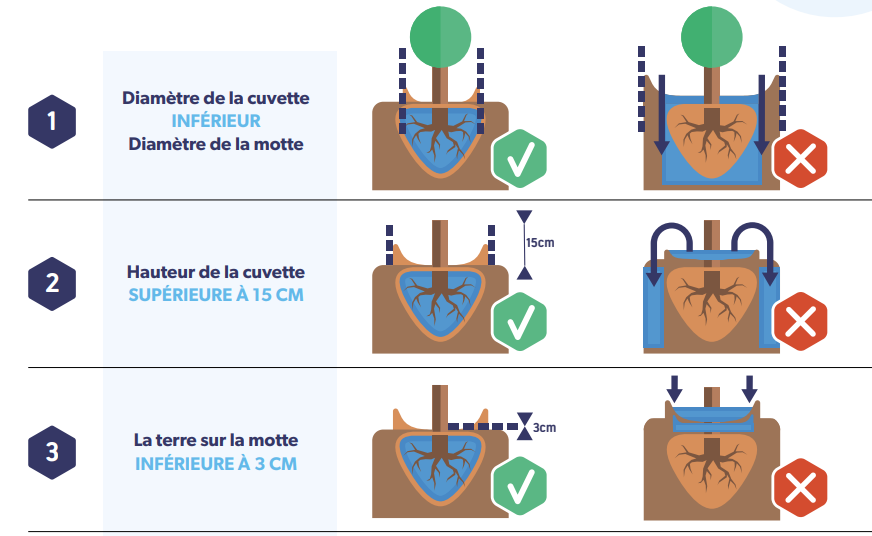 1
Diamètre de la cuvette
INFÉRIEUR
Diamètre de la motte
2
Hauteur de la cuvette
SUPÉRIEURE À 15 CM
15cm
3
La terre sur la motte
INFÉRIEURE À 3 CM
3cm